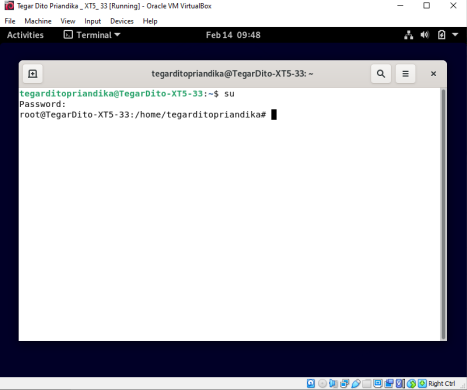 Tegar Dito Priandika _ XT5_33 [Running] - Oracle VM VirtualBox
File Machine View Input Devices Help
Activities Terminal Feb 14 09:48
tegarditopriandika@TegarDito-XT5-33: ~
tegarditopriandika@TegarDito-XT5-33:~$ su
Password:
root@TegarDito-XT5-33:/home/tegarditopriandika#
Right Ctrl